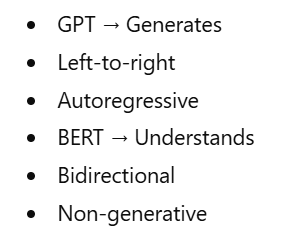 • GPT → Generates
• Left-to-right
• Autoregressive
• BERT → Understands
• Bidirectional
• Non-generative